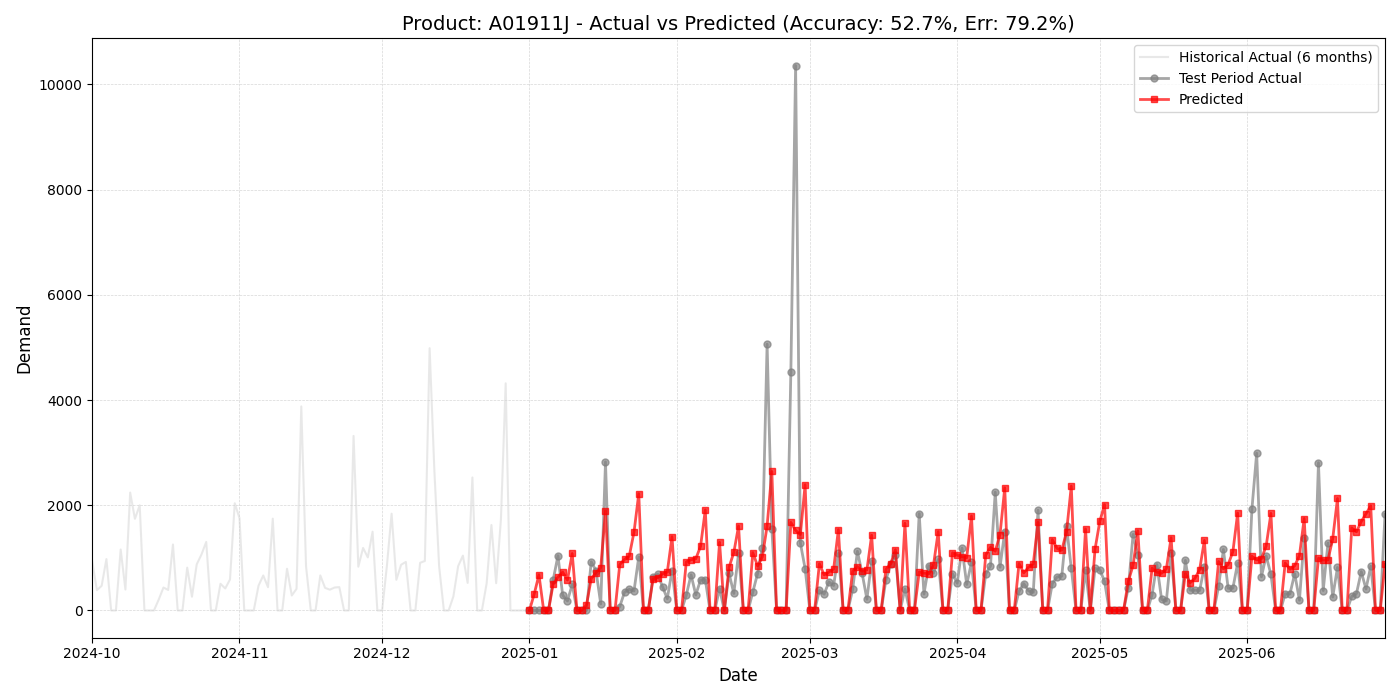 Product: A01911J - Actual vs Predicted (Accuracy: 52.7%, Err: 79.2%)
Historical Actual (6 months)
Test Period Actual
Predicted
Demand
10000
8000
6000
4000
2000
0
2024-10 2024-11 2024-12 2025-01 2025-02 2025-03 2025-04 2025-05 2025-06
Date